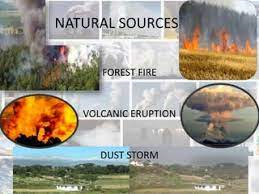 NATURAL SOURCES
FOREST FIRE
VOLCANIC ERUPTION
DUST STORM